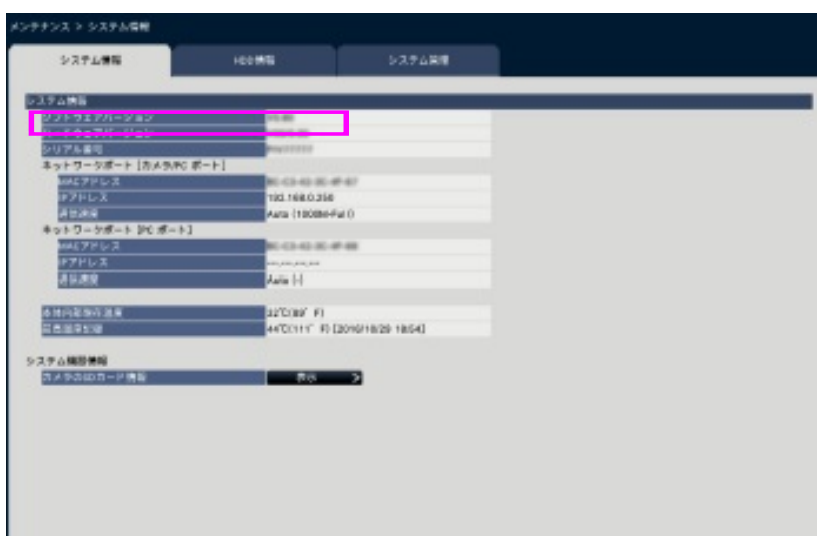 メンテナンス > システム情報
システム情報
HDD情報
システム管理
システム情報
ソフトウェアバージョン
シリアル番号
ネットワークポート [カメラ/PC ポート]
MACアドレス
IPアドレス 192.168.0.250
通信速度
ネットワークポート [PC ポート]
MACアドレス
IPアドレス ---.---.---.---
通信速度 Auto (-)
本体内部現在温度 32℃(89ﾟF)
最高温度記録 44℃(111ﾟF) [2016/10/29 18:54]
システム機器情報
カメラのSDカード情報 表示 >